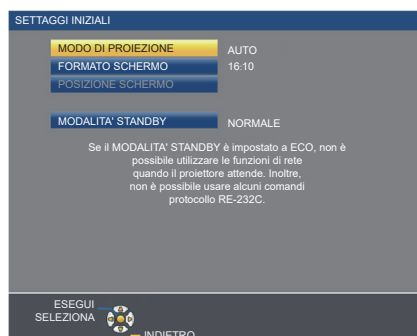 SETTAGGI INIZIALI
MODO DI PROIEZIONE AUTO
FORMATO SCHERMO 16:10
POSIZIONE SCHERMO
MODALITA' STANDBY NORMALE
Se il MODALITA' STANDBY è impostato a ECO, non è
possibile utilizzare le funzioni di rete
quando il proiettore attende. Inoltre,
non è possibile usare alcuni comandi
protocollo RE-232C.
ESEGUI
SELEZIONA
INDIETRO